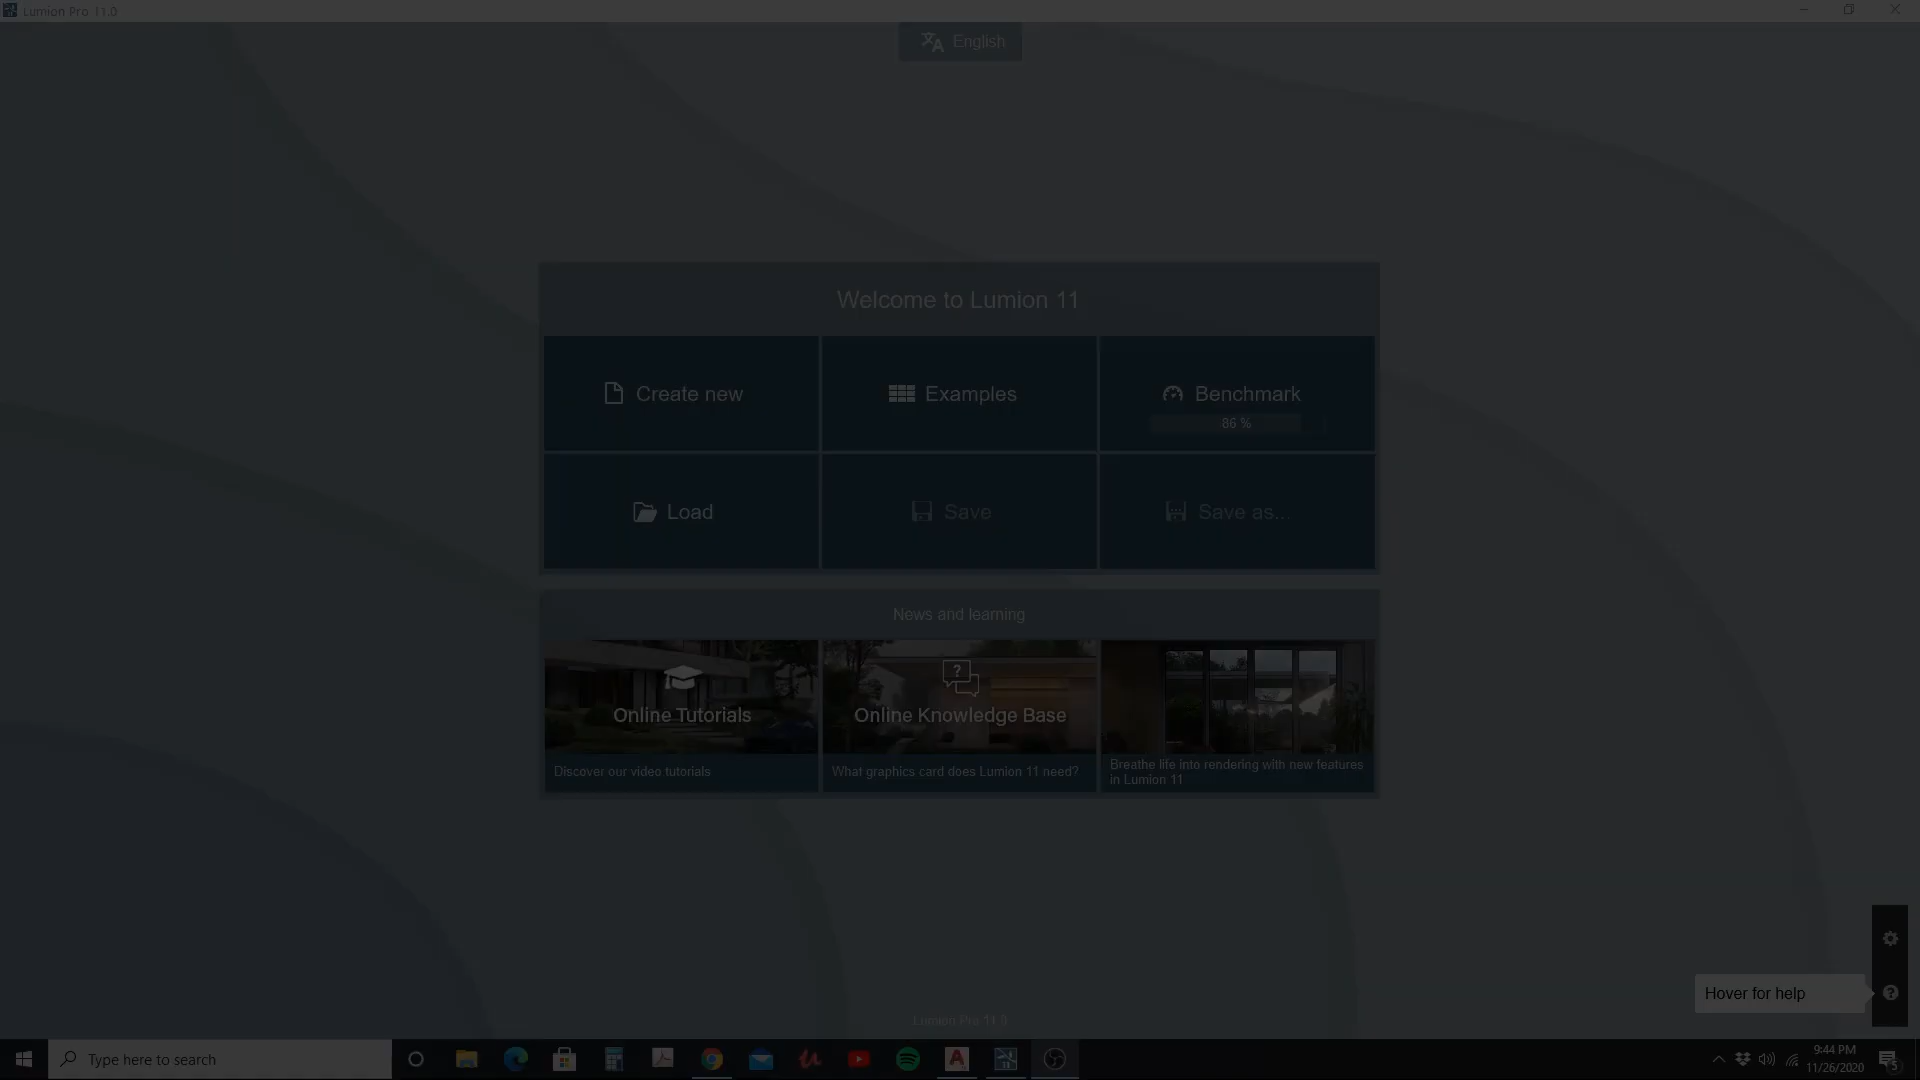 Lumion Pro 11.0
English
Welcome to Lumion 11
Create new
Examples
Benchmark
86 %
Load
Save
Save as...
News and learning
Online Tutorials
Online Knowledge Base
Discover our video tutorials
What graphics card does Lumion 11 need?
Breathe life into rendering with new features
in Lumion 11
Hover for help
Lumion Pro 11.0
Type here to search
9:44 PM
11/26/2020
5